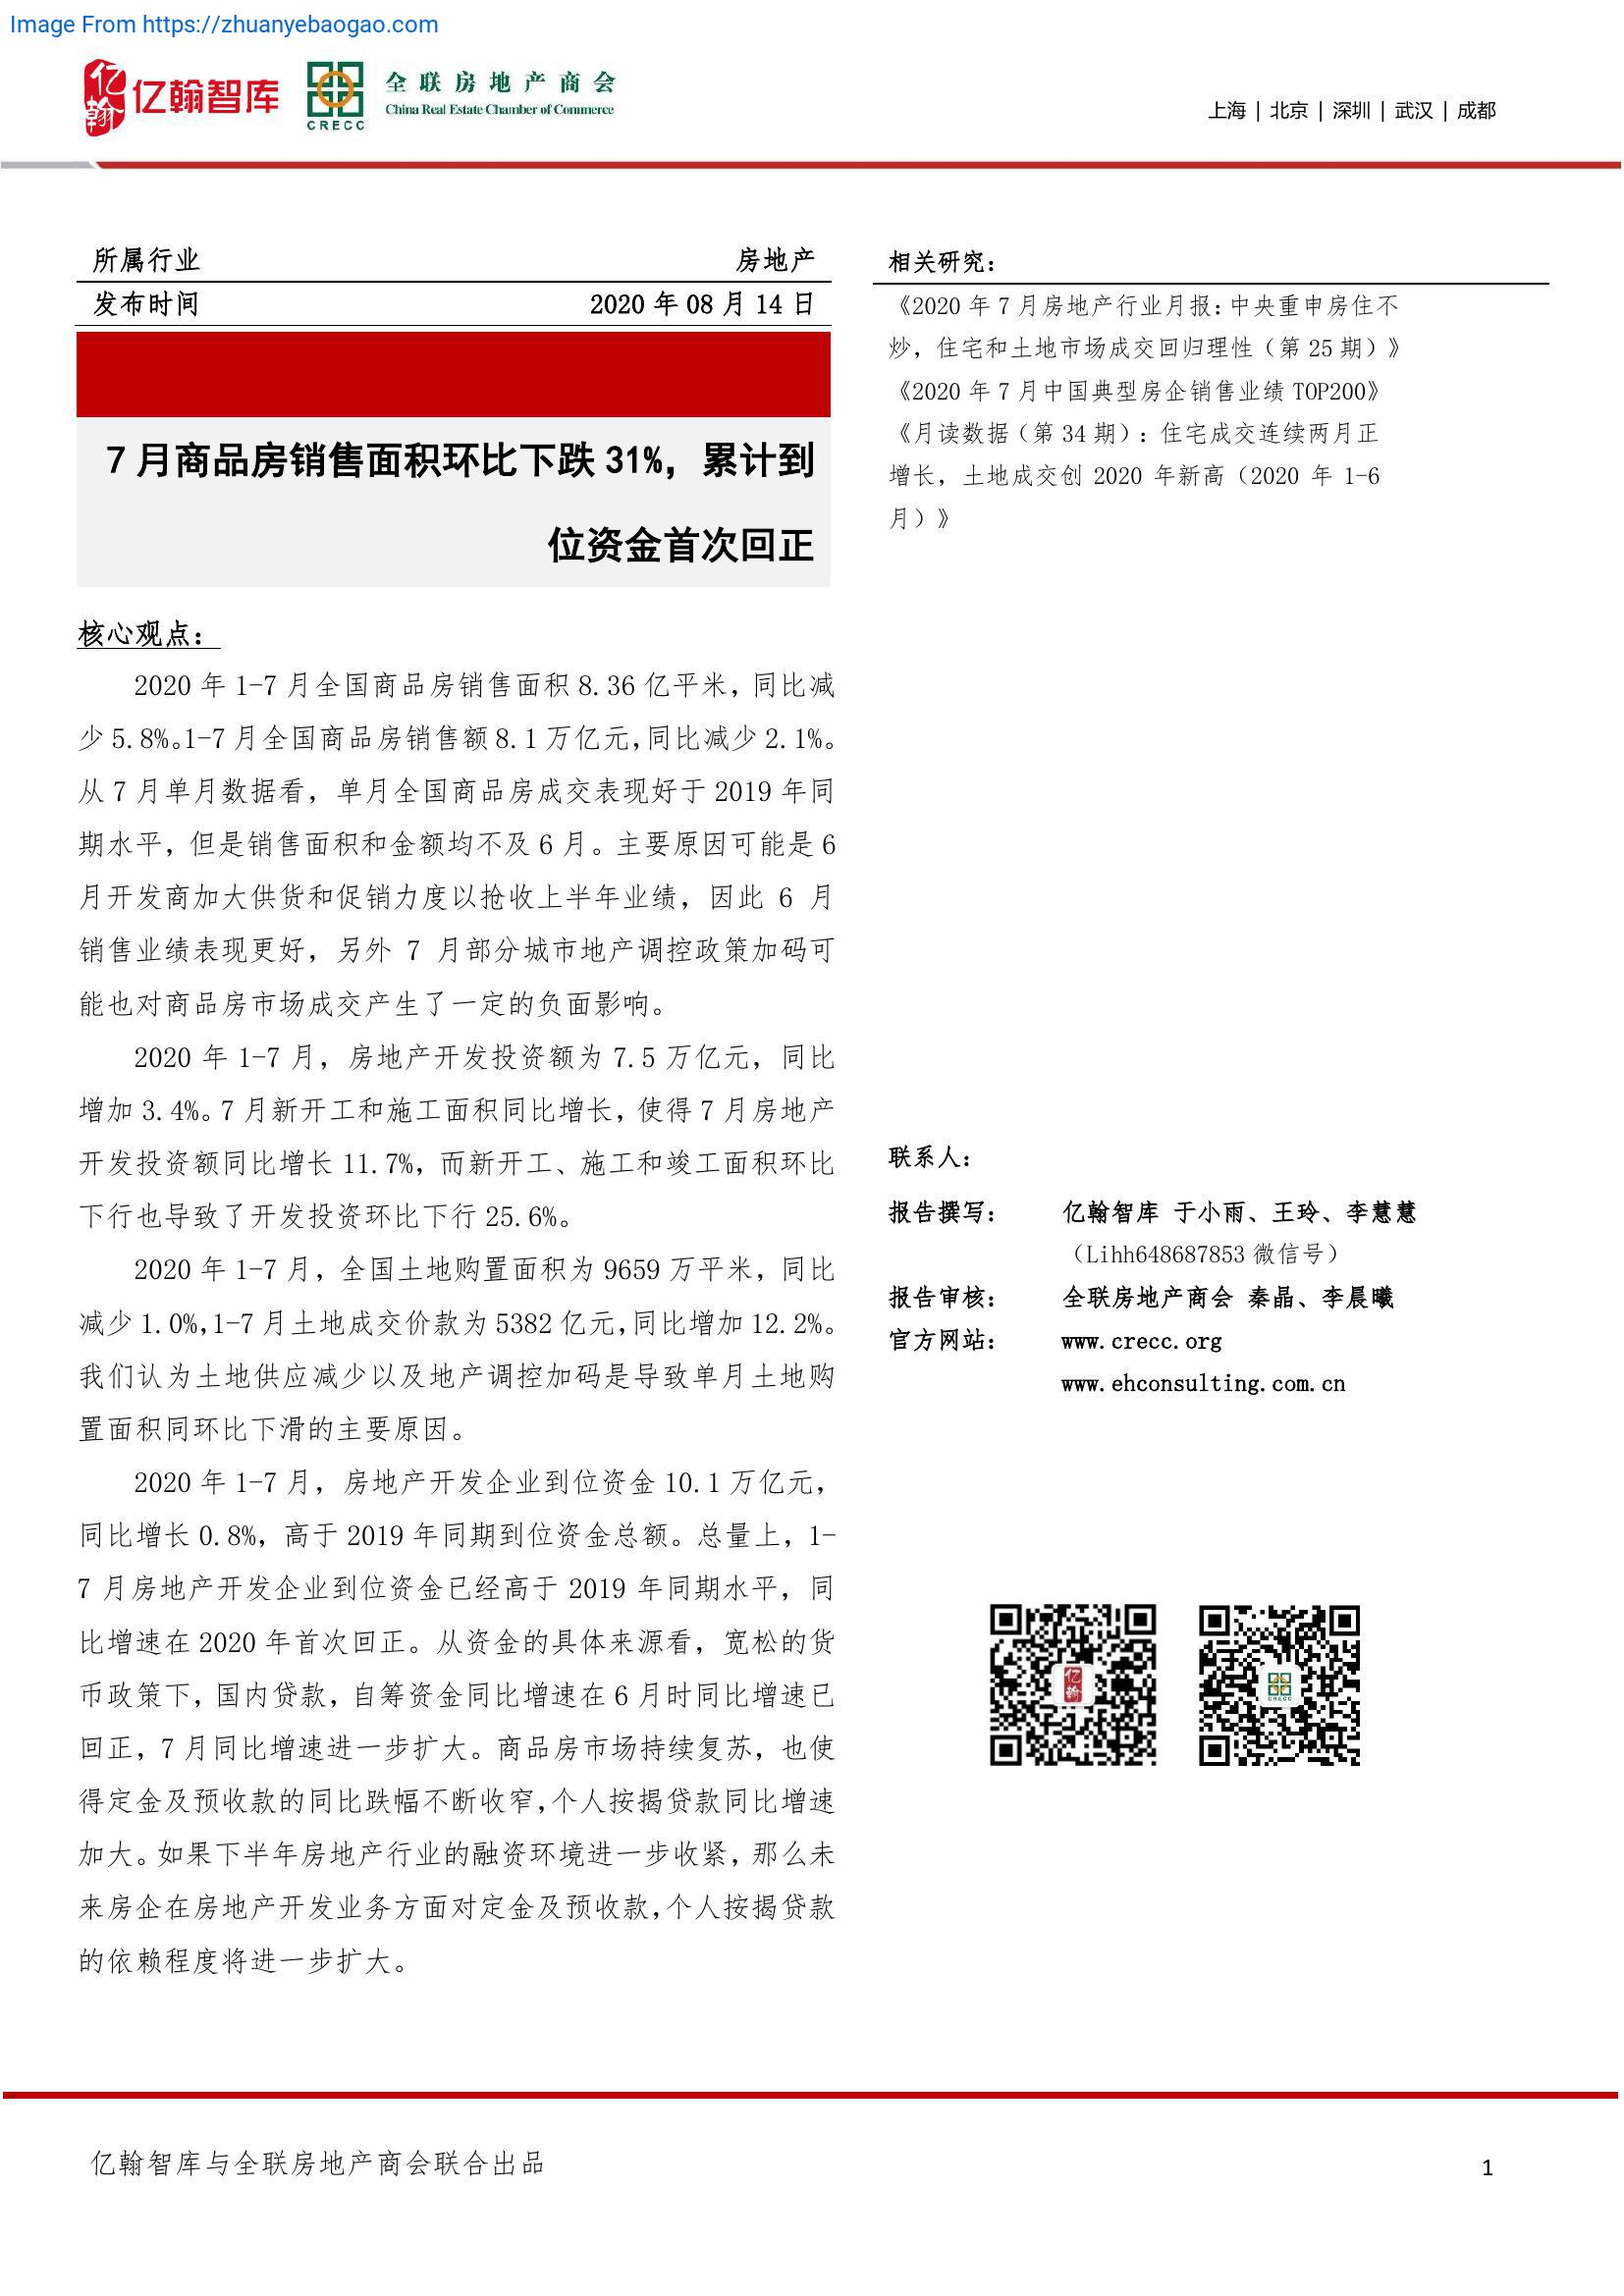 Image From https://zhuanyebaogao.com
亿翰
亿翰智库
CRECC
全联房地产商会
China Real Estate Chamber of Commerce
上海 | 北京 | 深圳 | 武汉 | 成都
所属行业 房地产
发布时间 2020 年 08 月 14 日
7 月商品房销售面积环比下跌 31%，累计到
位资金首次回正
核心观点：
2020 年 1-7 月全国商品房销售面积 8.36 亿平米，同比减
少 5.8%。1-7 月全国商品房销售额 8.1 万亿元，同比减少 2.1%。
从 7 月单月数据看，单月全国商品房成交表现好于 2019 年同
期水平，但是销售面积和金额均不及 6 月。主要原因可能是 6
月开发商加大供货和促销力度以抢收上半年业绩，因此 6 月
销售业绩表现更好，另外 7 月部分城市地产调控政策加码可
能也对商品房市场成交产生了一定的负面影响。
2020 年 1-7 月，房地产开发投资额为 7.5 万亿元，同比
增加 3.4%。7 月新开工和施工面积同比增长，使得 7 月房地产
开发投资额同比增长 11.7%，而新开工、施工和竣工面积环比
下行也导致了开发投资环比下行 25.6%。
2020 年 1-7 月，全国土地购置面积为 9659 万平米，同比
减少 1.0%，1-7 月土地成交价款为 5382 亿元，同比增加 12.2%。
我们认为土地供应减少以及地产调控加码是导致单月土地购
置面积同环比下滑的主要原因。
2020 年 1-7 月，房地产开发企业到位资金 10.1 万亿元，
同比增长 0.8%，高于 2019 年同期到位资金总额。总量上，1-
7 月房地产开发企业到位资金已经高于 2019 年同期水平，同
比增速在 2020 年首次回正。从资金的具体来源看，宽松的货
币政策下，国内贷款，自筹资金同比增速在 6 月时同比增速已
回正，7 月同比增速进一步扩大。商品房市场持续复苏，也使
得定金及预收款的同比跌幅不断收窄，个人按揭贷款同比增速
加大。如果下半年房地产行业的融资环境进一步收紧，那么未
来房企在房地产开发业务方面对定金及预收款，个人按揭贷款
的依赖程度将进一步扩大。
相关研究：
《2020 年 7 月房地产行业月报：中央重申房住不
炒，住宅和土地市场成交回归理性（第 25 期）》
《2020 年 7 月中国典型房企销售业绩 TOP200》
《月读数据（第 34 期）：住宅成交连续两月正
增长，土地成交创 2020 年新高（2020 年 1-6
月）》
联系人：
报告撰写： 亿翰智库 于小雨、王玲、李慧慧
（Lihh648687853 微信号）
报告审核： 全联房地产商会 秦晶、李晨曦
官方网站： www.crecc.org
www.ehconsulting.com.cn
亿翰
CRECC
亿翰智库与全联房地产商会联合出品
1